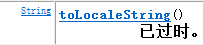 String
toLocaleString()
已过时。